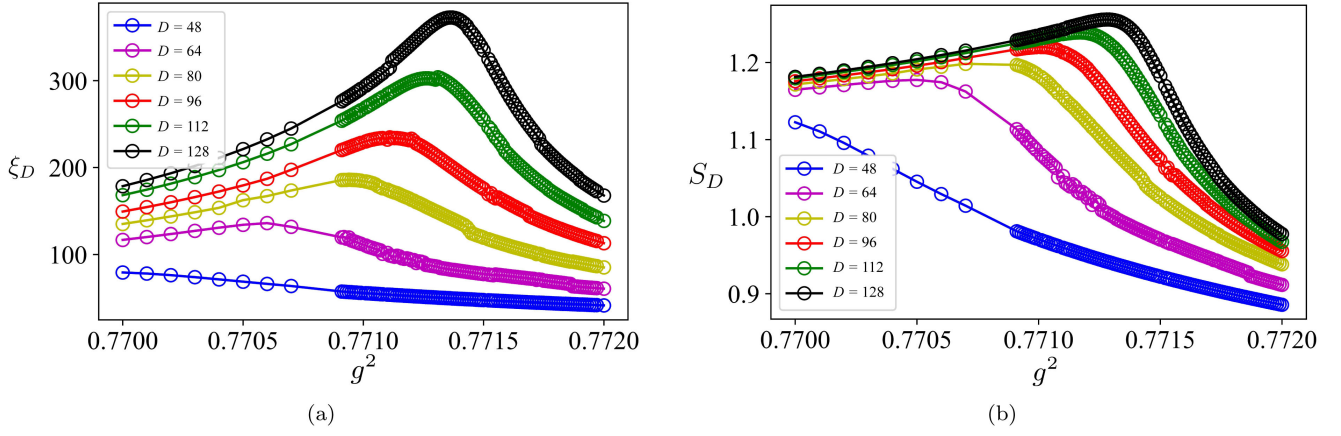 ξ_D
300
200
100
D = 48
D = 64
D = 80
D = 96
D = 112
D = 128
0.7700 0.7705 0.7710 0.7715 0.7720
g²
(a)
S_D
1.2
1.1
1.0
0.9
D = 48
D = 64
D = 80
D = 96
D = 112
D = 128
0.7700 0.7705 0.7710 0.7715 0.7720
g²
(b)